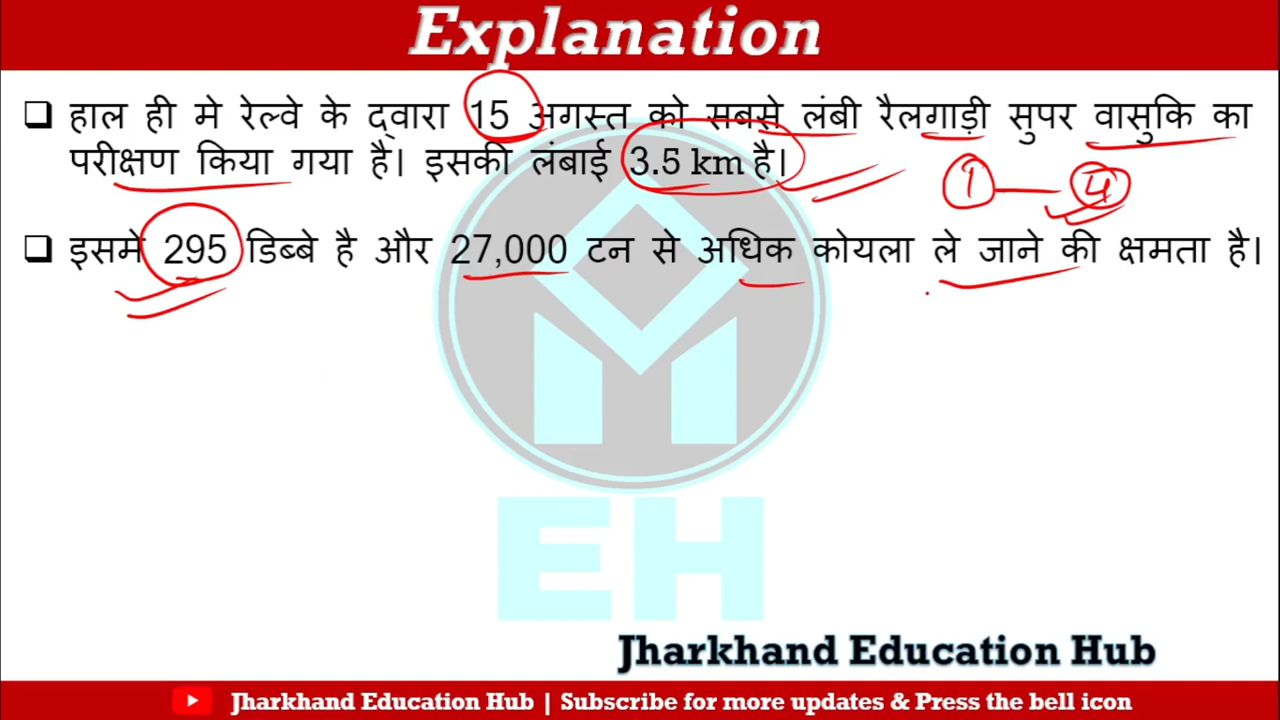 Explanation
❑ हाल ही मे रेल्वे के द्वारा 15 अगस्त को सबसे लंबी रैलगाड़ी सुपर वासुकि का
परीक्षण किया गया है। इसकी लंबाई 3.5 km है।
1 4
❑ इसमे 295 डिब्बे है और 27,000 टन से अधिक कोयला ले जाने की क्षमता है।
EH
Jharkhand Education Hub
Jharkhand Education Hub | Subscribe for more updates & Press the bell icon